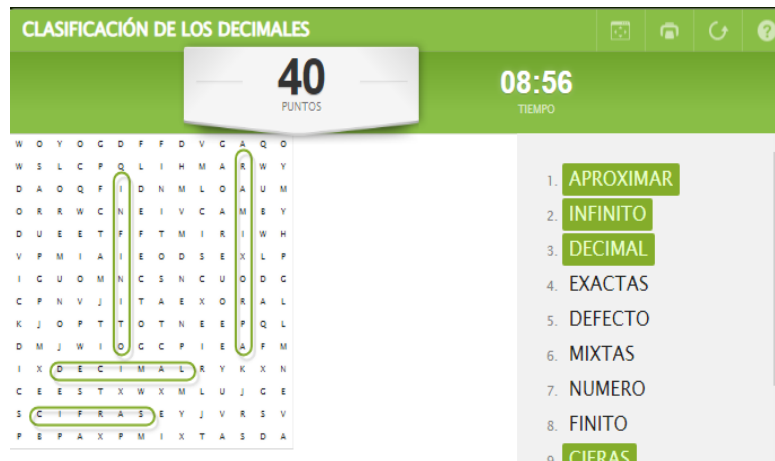 CLASIFICACIÓN DE LOS DECIMALES
40
PUNTOS
08:56
TIEMPO
W O Y O G D F F D V G A Q O
W S L C P Q L I H M A R W Y
D A O Q F I D N M L O A U M
O R R W C N E I V C A M B Y
D U E E T F F T M I R I W H
V P M I A I E O D S E X L P
I G U O M N C S N C U O D G
C P N V J I T A E X O R A L
K J O P T T O T N E E P Q L
D M J W I O G C P I E A F M
I X D E C I M A L R Y K X N
C E E S T X W X M L U J G E
S C I F R A S E Y J V R S V
P B P A X P M I X T A S D A
1. APROXIMAR
2. INFINITO
3. DECIMAL
4. EXACTAS
5. DEFECTO
6. MIXTAS
7. NUMERO
8. FINITO
9. CIFRAS